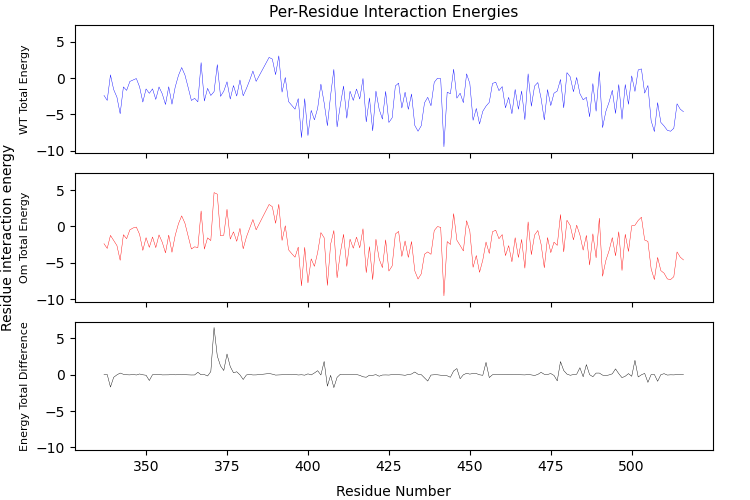 Per-Residue Interaction Energies
Residue interaction energy
WT Total Energy
5
0
−5
−10
Om Total Energy
5
0
−5
−10
Energy Total Difference
5
0
−5
−10
350 375 400 425 450 475 500
Residue Number